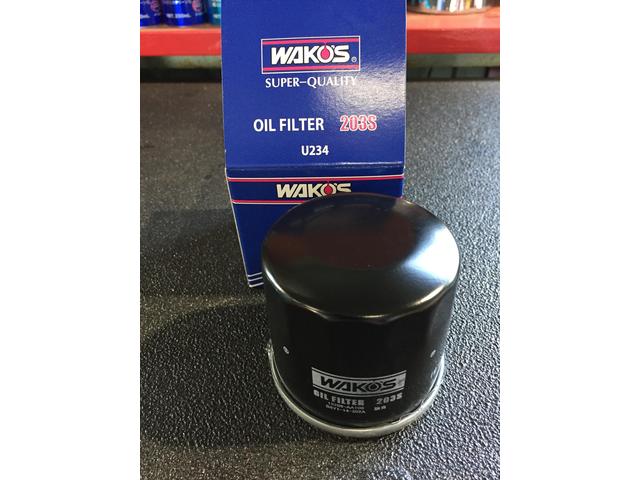 WAKO'S®
SUPER-QUALITY
OIL FILTER 203S
U234
WAKO'S
WAKO'S®
OIL FILTER 203S